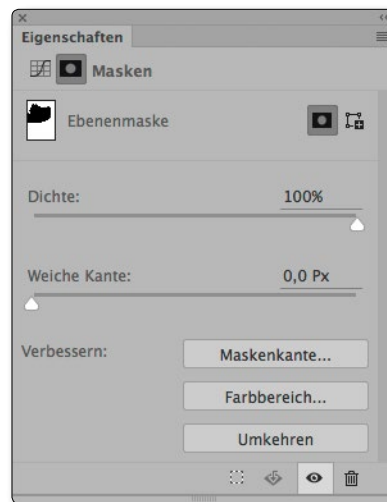 Eigenschaften
Masken
Ebenenmaske
Dichte: 100%
Weiche Kante: 0,0 Px
Verbessern: Maskenkante...
Farbbereich...
Umkehren